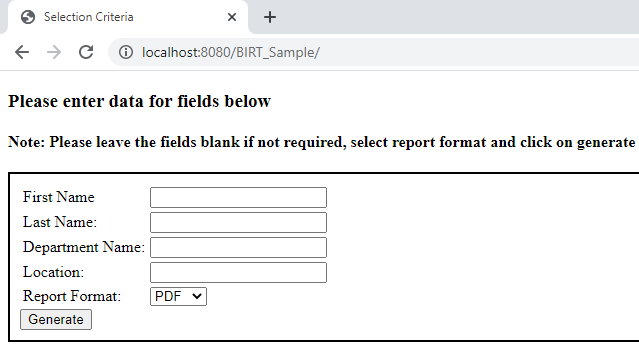 Selection Criteria
localhost:8080/BIRT_Sample/
Please enter data for fields below
Note: Please leave the fields blank if not required, select report format and click on generate
First Name
Last Name:
Department Name:
Location:
Report Format: PDF
Generate